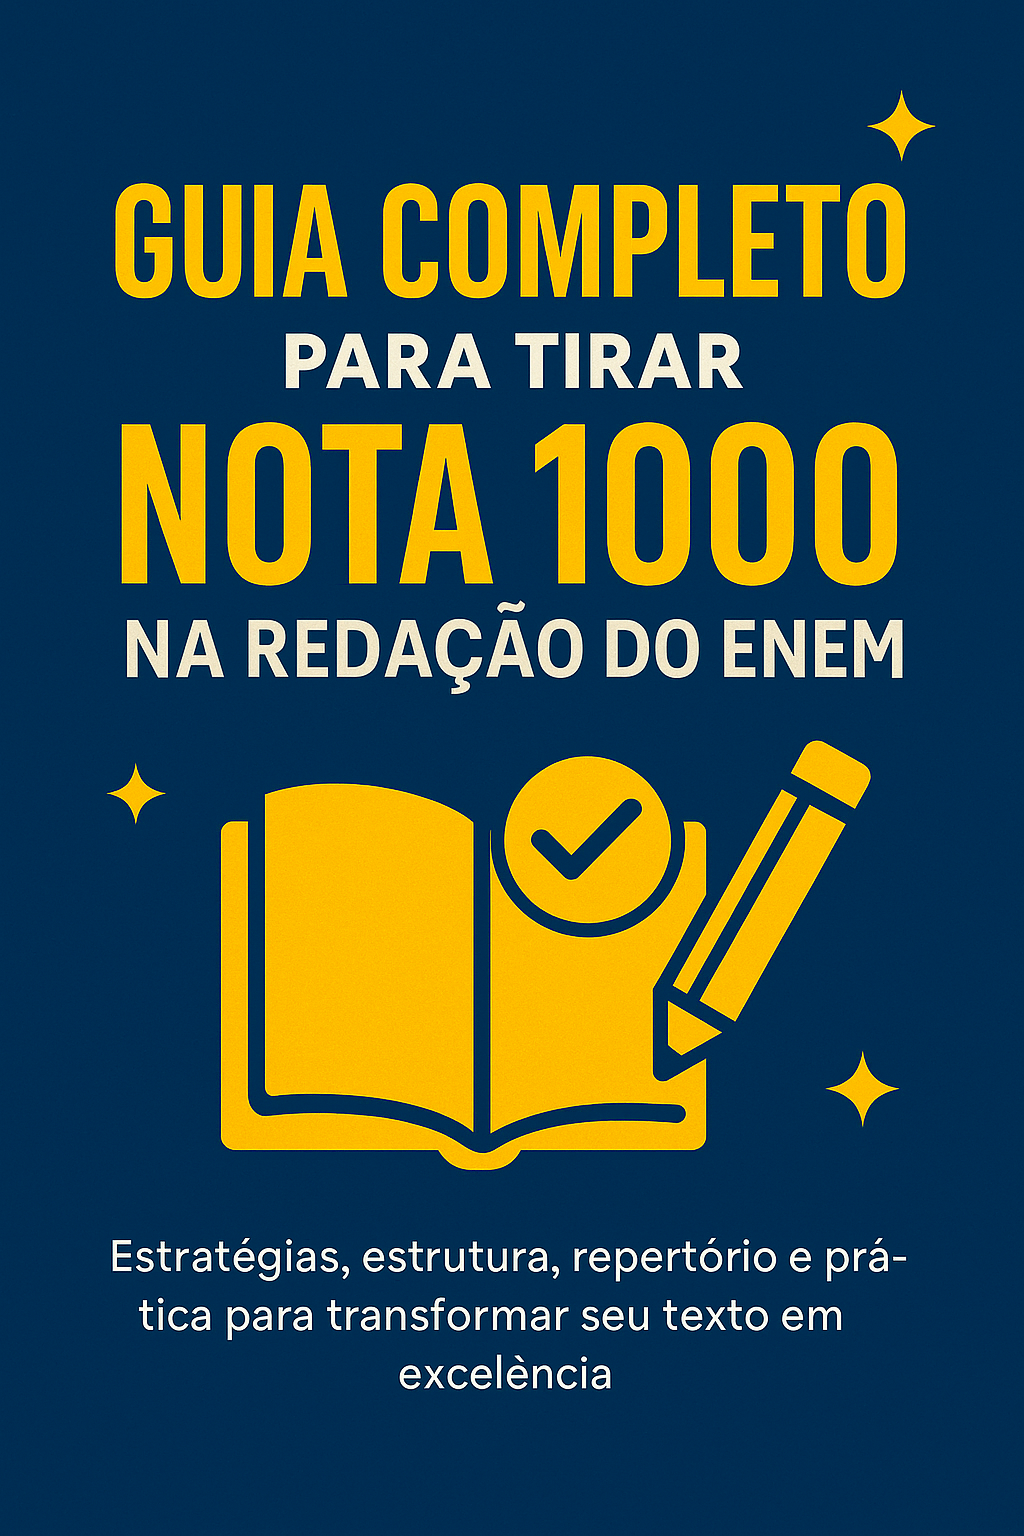 GUIA COMPLETO
PARA TIRAR
NOTA 1000
NA REDAÇÃO DO ENEM
Estratégias, estrutura, repertório e prá-
tica para transformar seu texto em
excelència